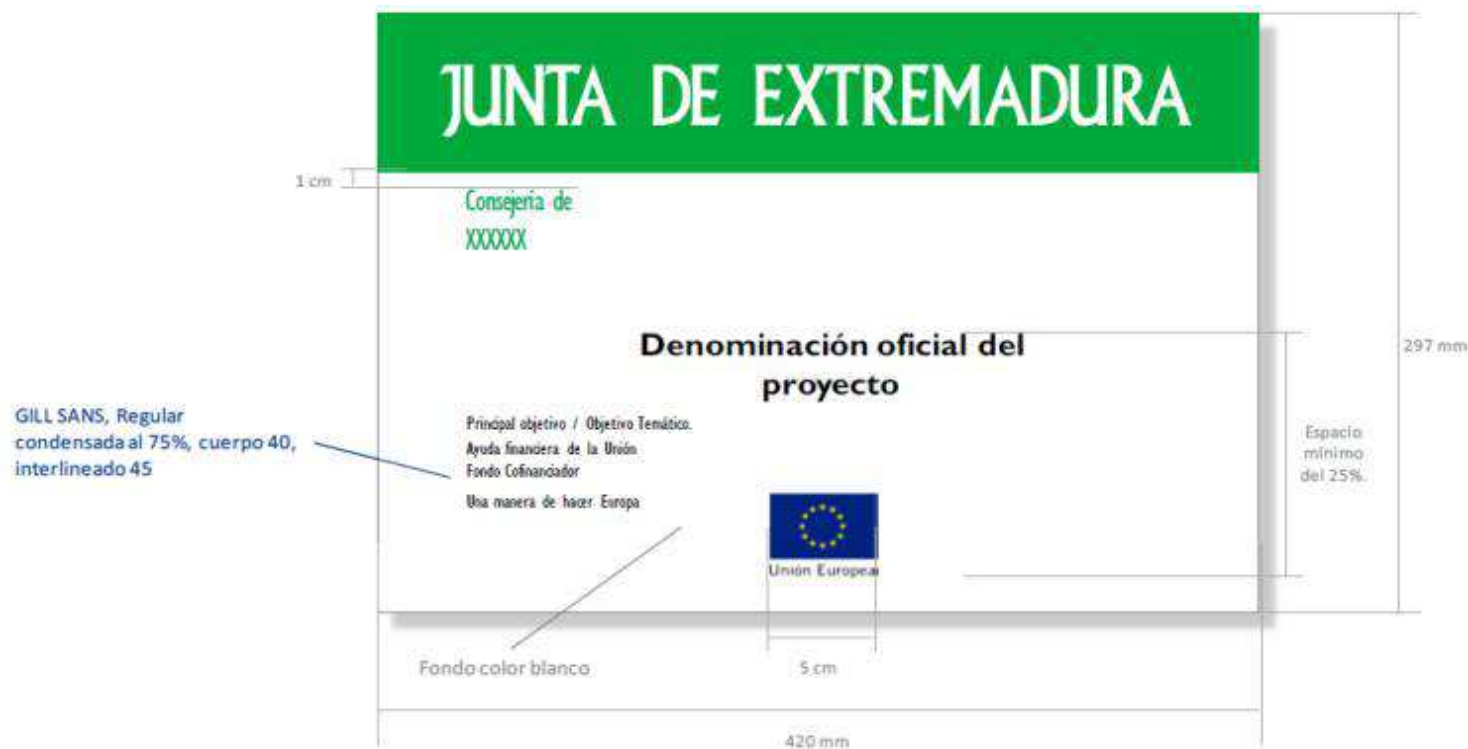 JUNTA DE EXTREMADURA
1 cm
Consejería de
XXXXXX
Denominación oficial del
proyecto
297 mm
GILL SANS, Regular
condensada al 75%, cuerpo 40,
interlineado 45
Principal objetivo / Objetivo Temático.
Ayuda financiera de la Unión
Fondo Cofinanciador
Una manera de hacer Europa
Espacio
mínimo
del 25%.
Unión Europea
Fondo color blanco
5 cm
420 mm